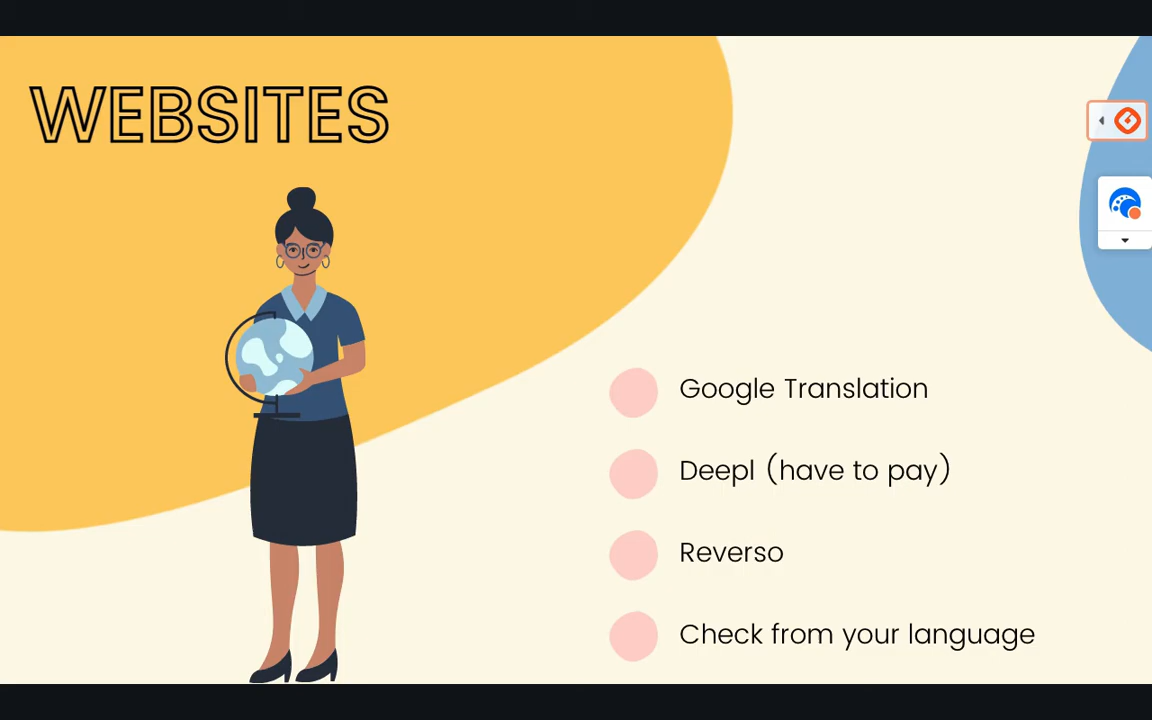 WEBSITES
Google Translation
Deepl (have to pay)
Reverso
Check from your language